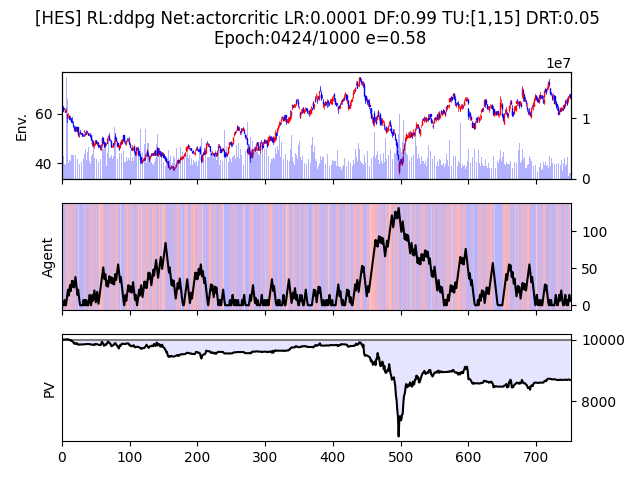 [HES] RL:ddpg Net:actorcritic LR:0.0001 DF:0.99 TU:[1,15] DRT:0.05
Epoch:0424/1000 e=0.58
1e7
Env.
60
40
1
0
Agent
100
50
0
PV
10000
8000
0 100 200 300 400 500 600 700